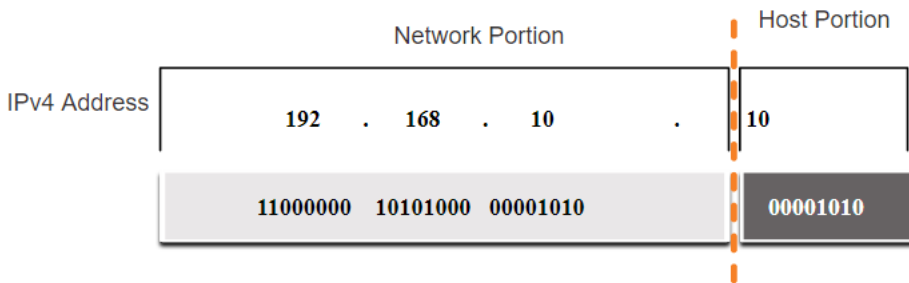 Host Portion
Network Portion
IPv4 Address
192 . 168 . 10 . 10
11000000 10101000 00001010 00001010